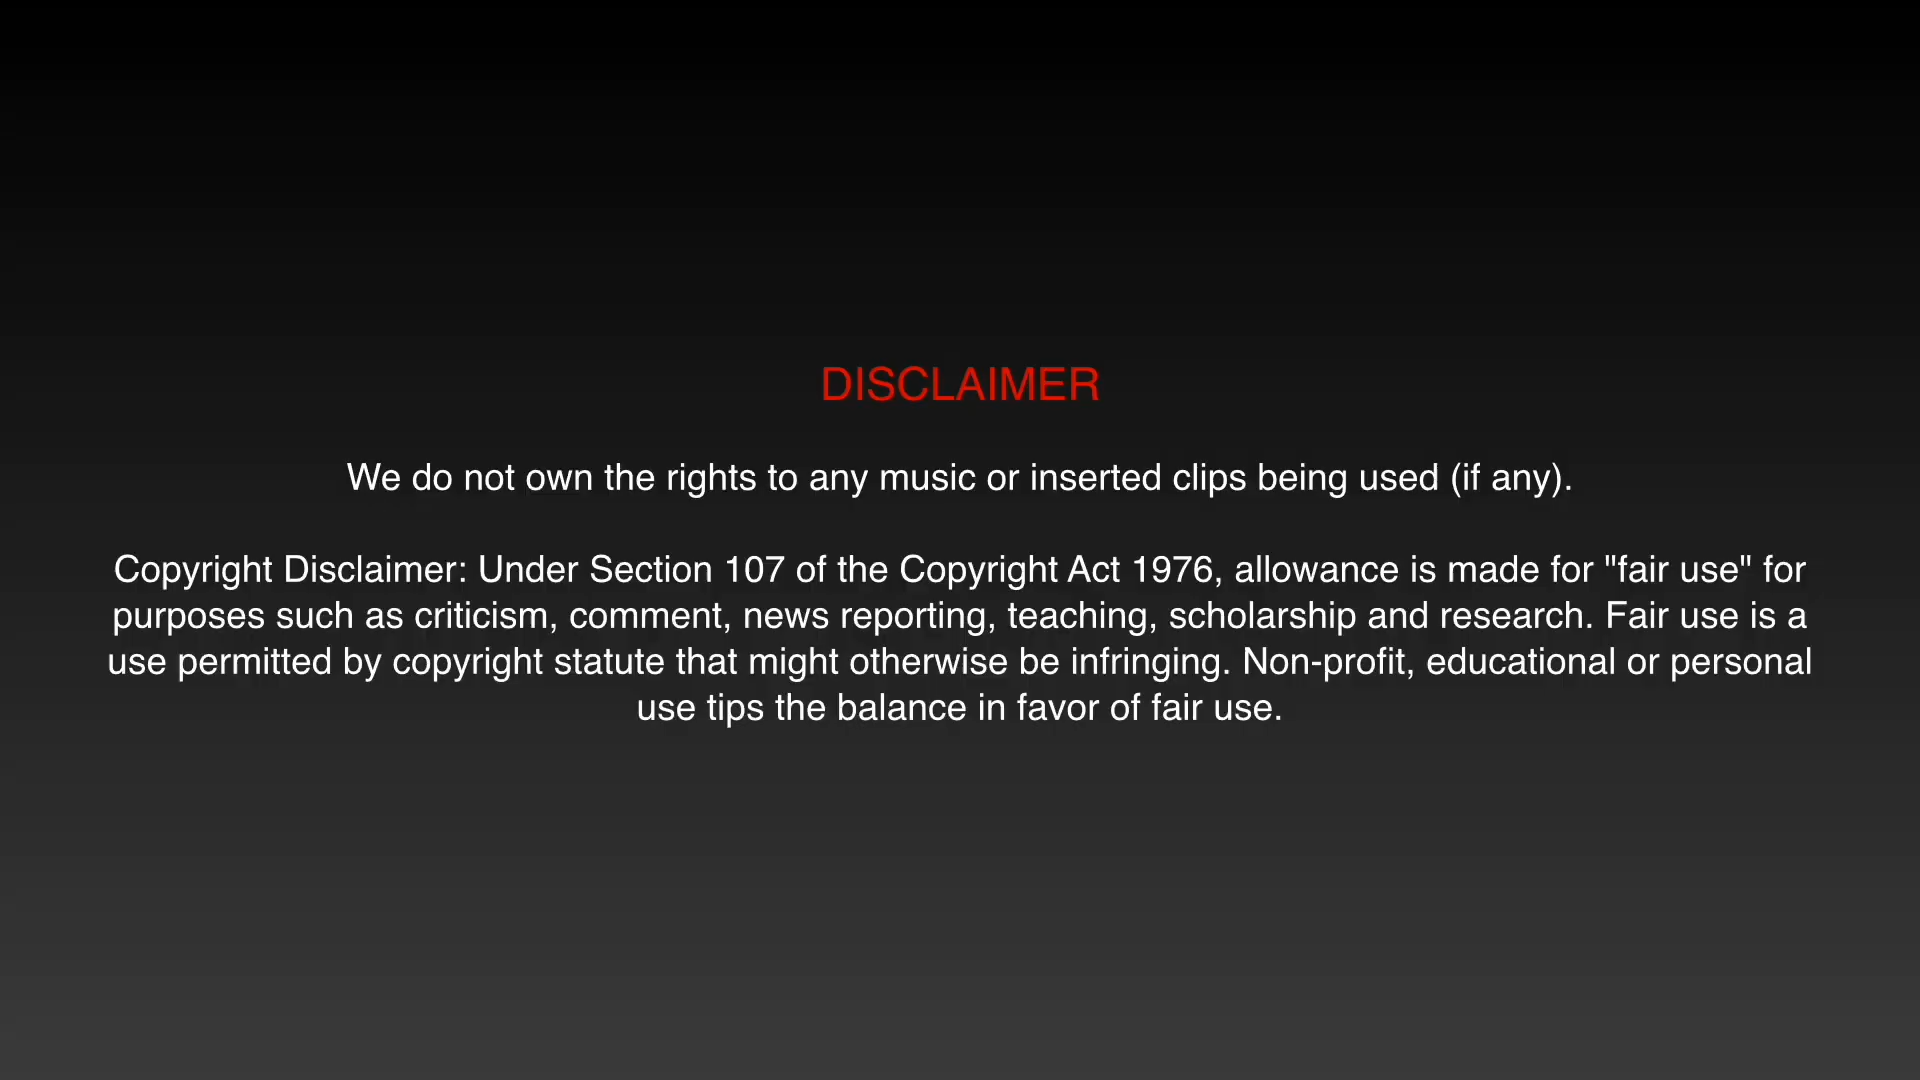 DISCLAIMER
We do not own the rights to any music or inserted clips being used (if any).
Copyright Disclaimer: Under Section 107 of the Copyright Act 1976, allowance is made for "fair use" for
purposes such as criticism, comment, news reporting, teaching, scholarship and research. Fair use is a
use permitted by copyright statute that might otherwise be infringing. Non-profit, educational or personal
use tips the balance in favor of fair use.